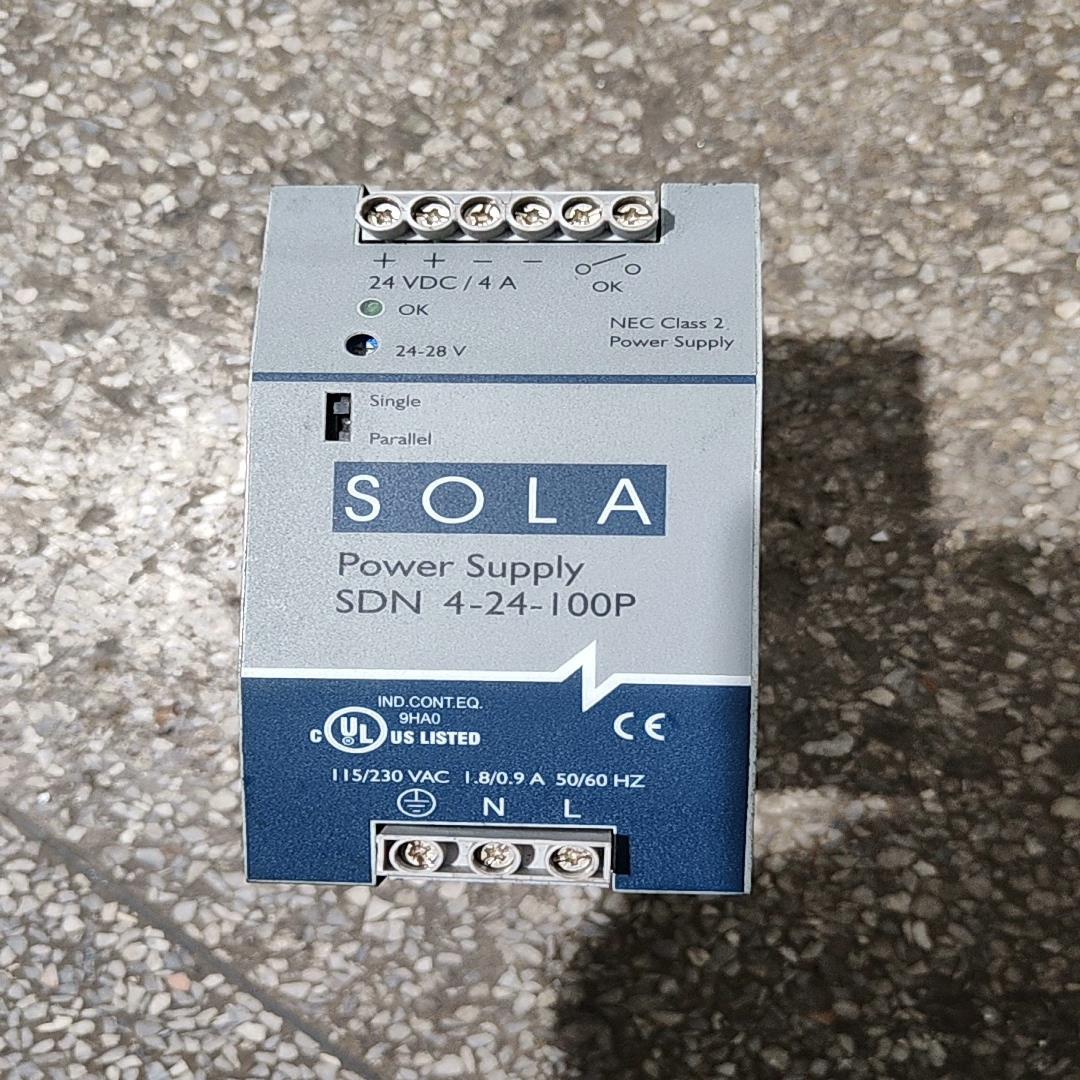 + + − −
24 VDC / 4 A
OK
OK
24-28 V
NEC Class 2
Power Supply
Single
Parallel
SOLA
Power Supply
SDN 4-24-100P
IND.CONT.EQ.
9HA0
C UL ® US LISTED
CE
115/230 VAC 1.8/0.9 A 50/60 HZ
N L